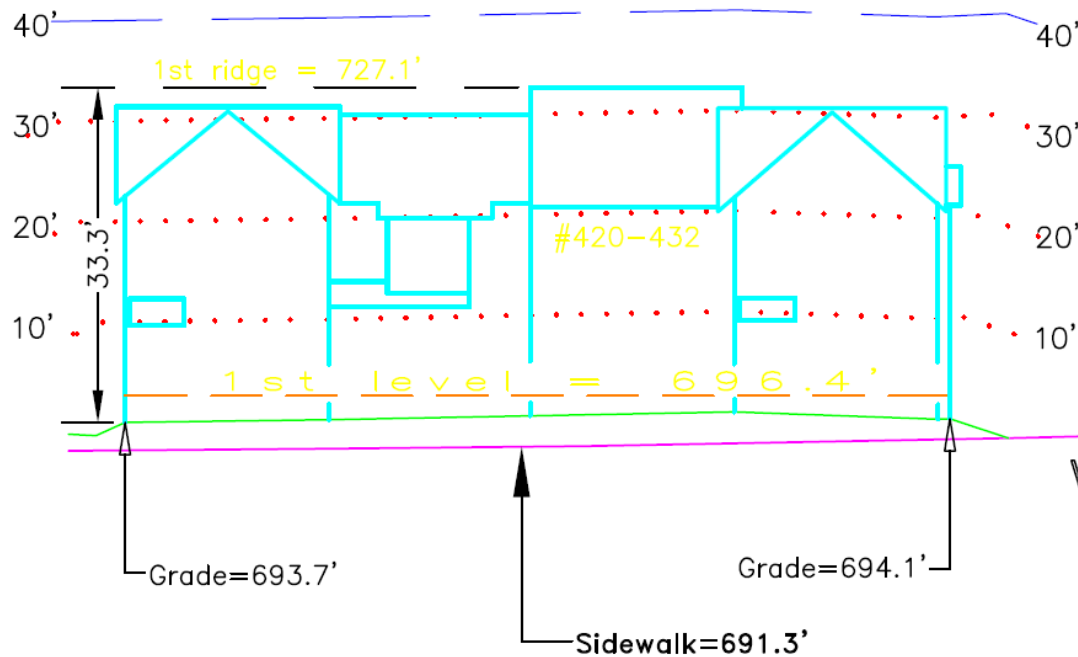 40'
40'
1st ridge = 727.1'
30'
30'
20'
#420-432
20'
33.3'
10'
10'
1st level = 696.4'
Grade=693.7'
Grade=694.1'
Sidewalk=691.3'